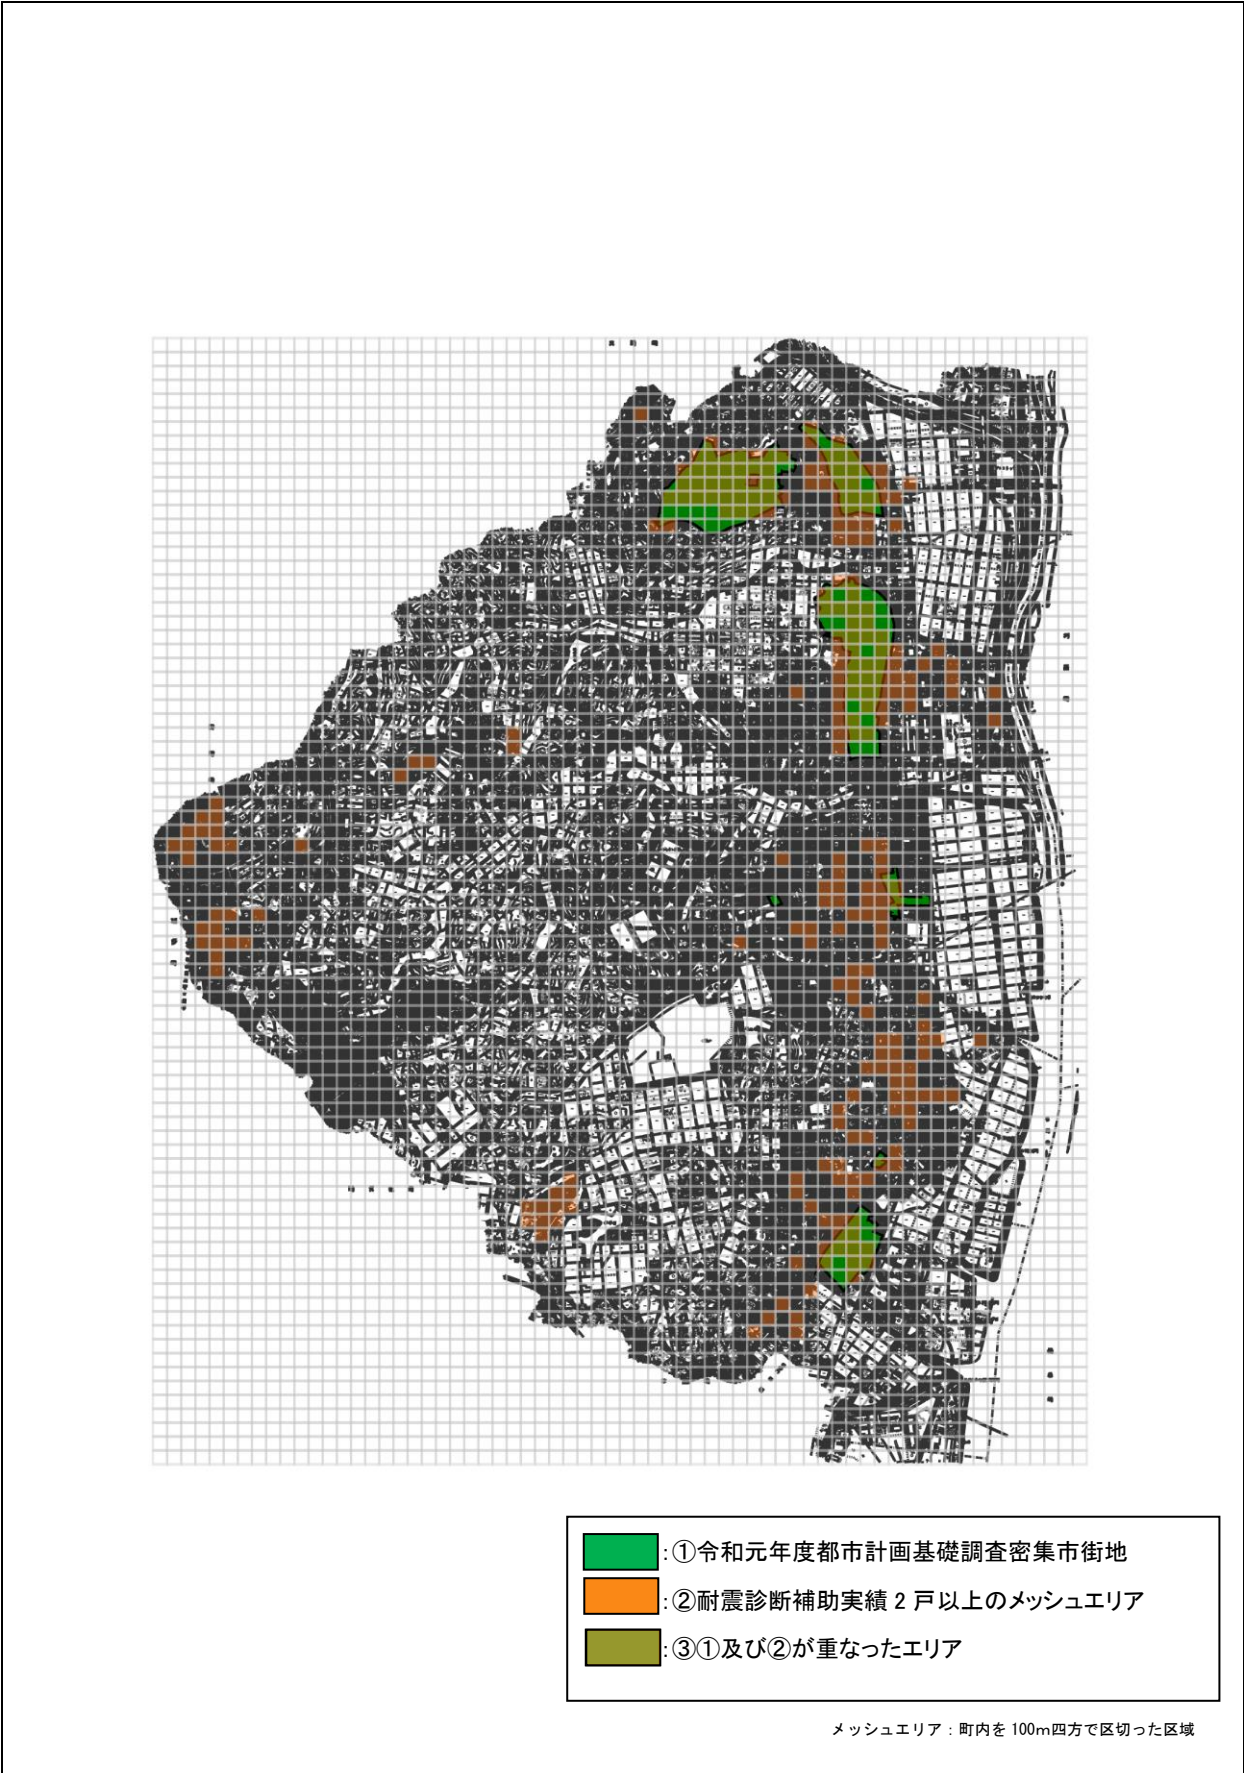 ：①令和元年度都市計画基礎調査密集市街地
：②耐震診断補助実績２戸以上のメッシュエリア
：③①及び②が重なったエリア
メッシュエリア：町内を100m四方で区切った区域